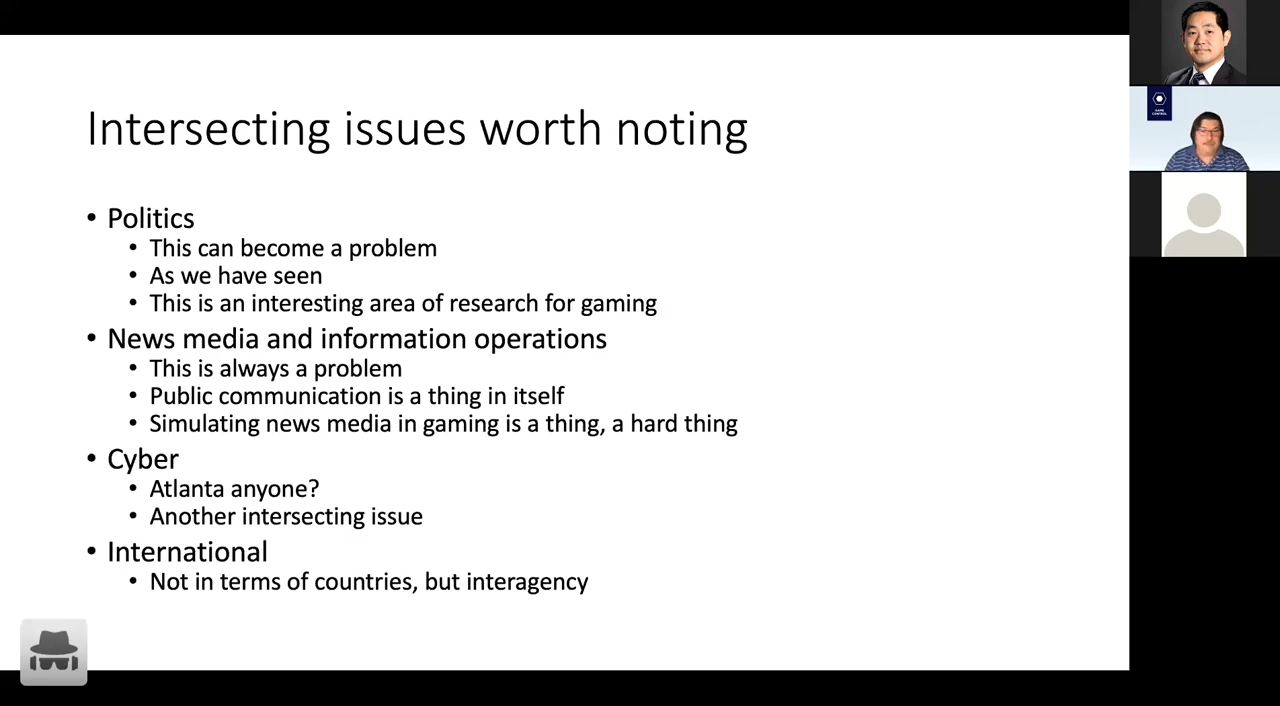 Intersecting issues worth noting
• Politics
• This can become a problem
• As we have seen
• This is an interesting area of research for gaming
• News media and information operations
• This is always a problem
• Public communication is a thing in itself
• Simulating news media in gaming is a thing, a hard thing
• Cyber
• Atlanta anyone?
• Another intersecting issue
• International
• Not in terms of countries, but interagency
GAME
CONTROL